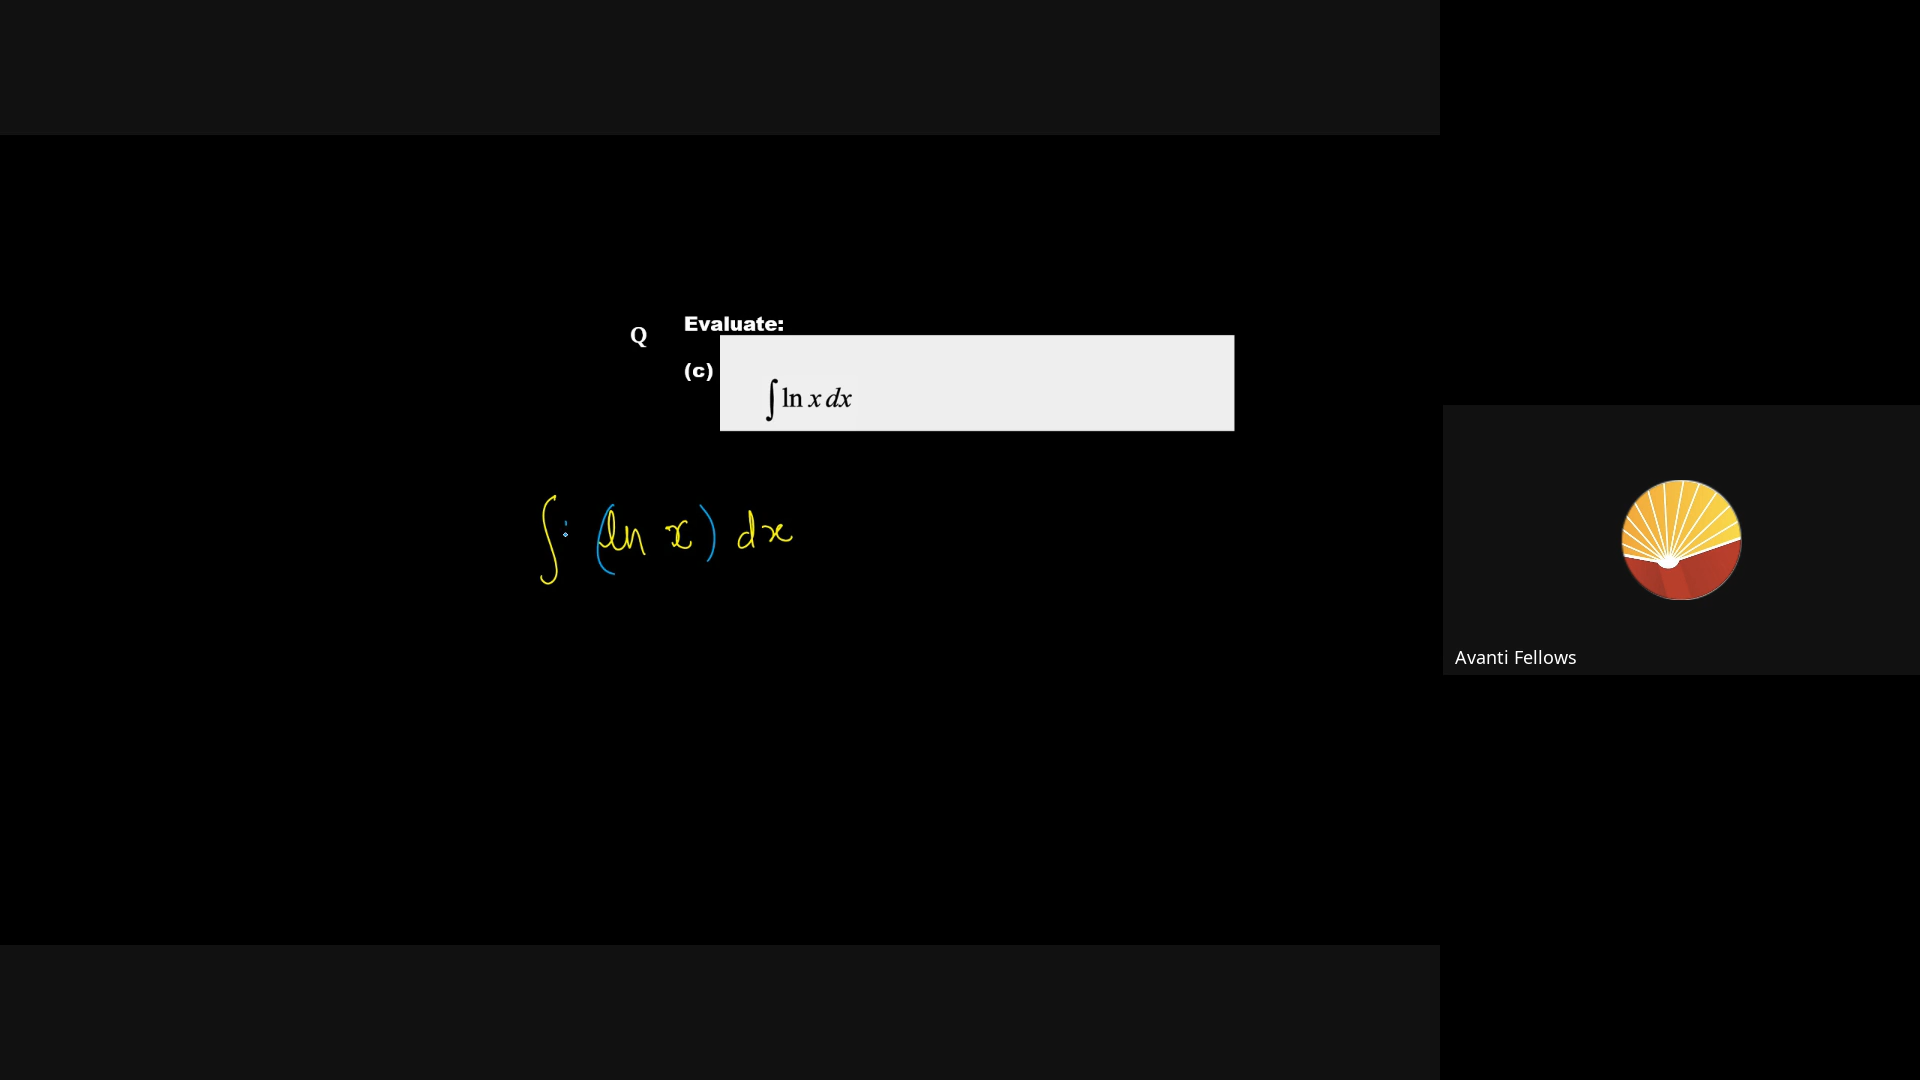 Q Evaluate:
(c) ∫ ln x dx
∫ (ln x) dx
Avanti Fellows